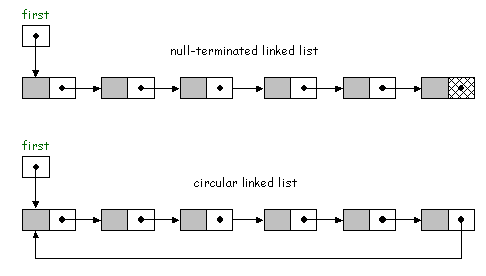 first
null-terminated linked list
first
circular linked list